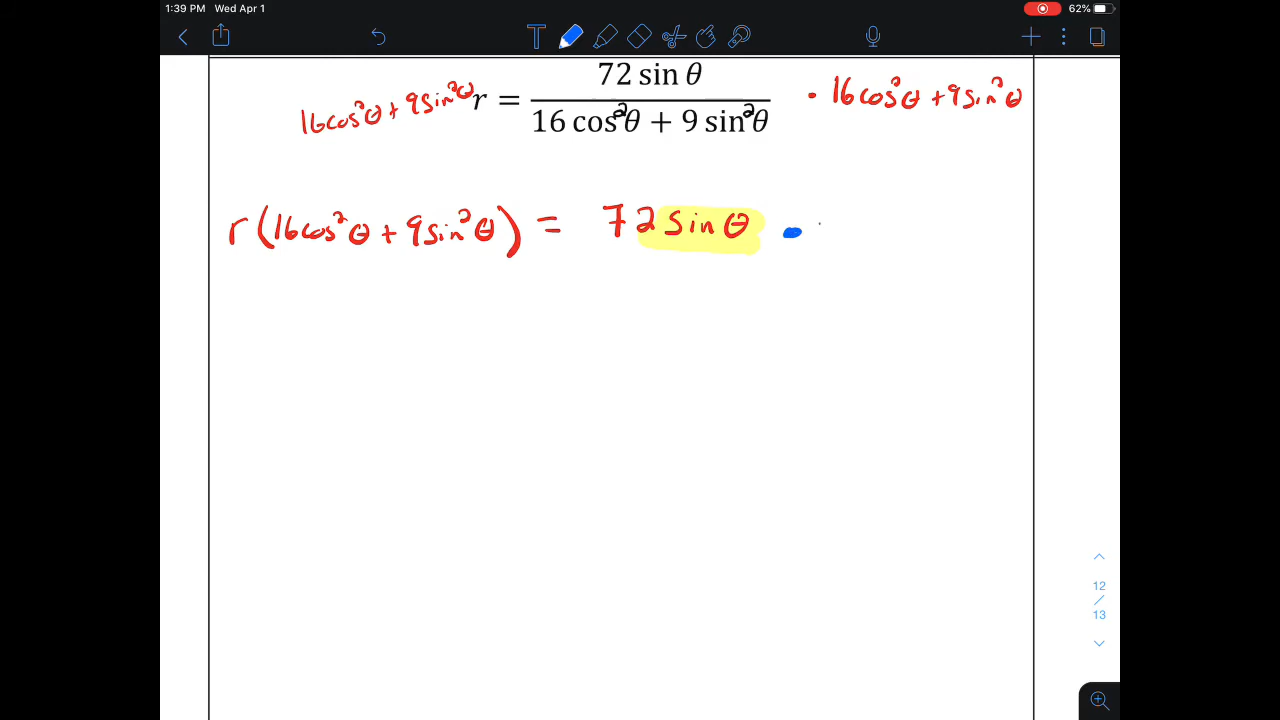 1:39 PM Wed Apr 1 62%
T
16cos²θ + 9sin²θ r = 72 sin θ / 16 cos²θ + 9 sin²θ · 16cos²θ + 9sin²θ
r(16cos²θ + 9sin²θ) = 72 sinθ ·
12
/
13